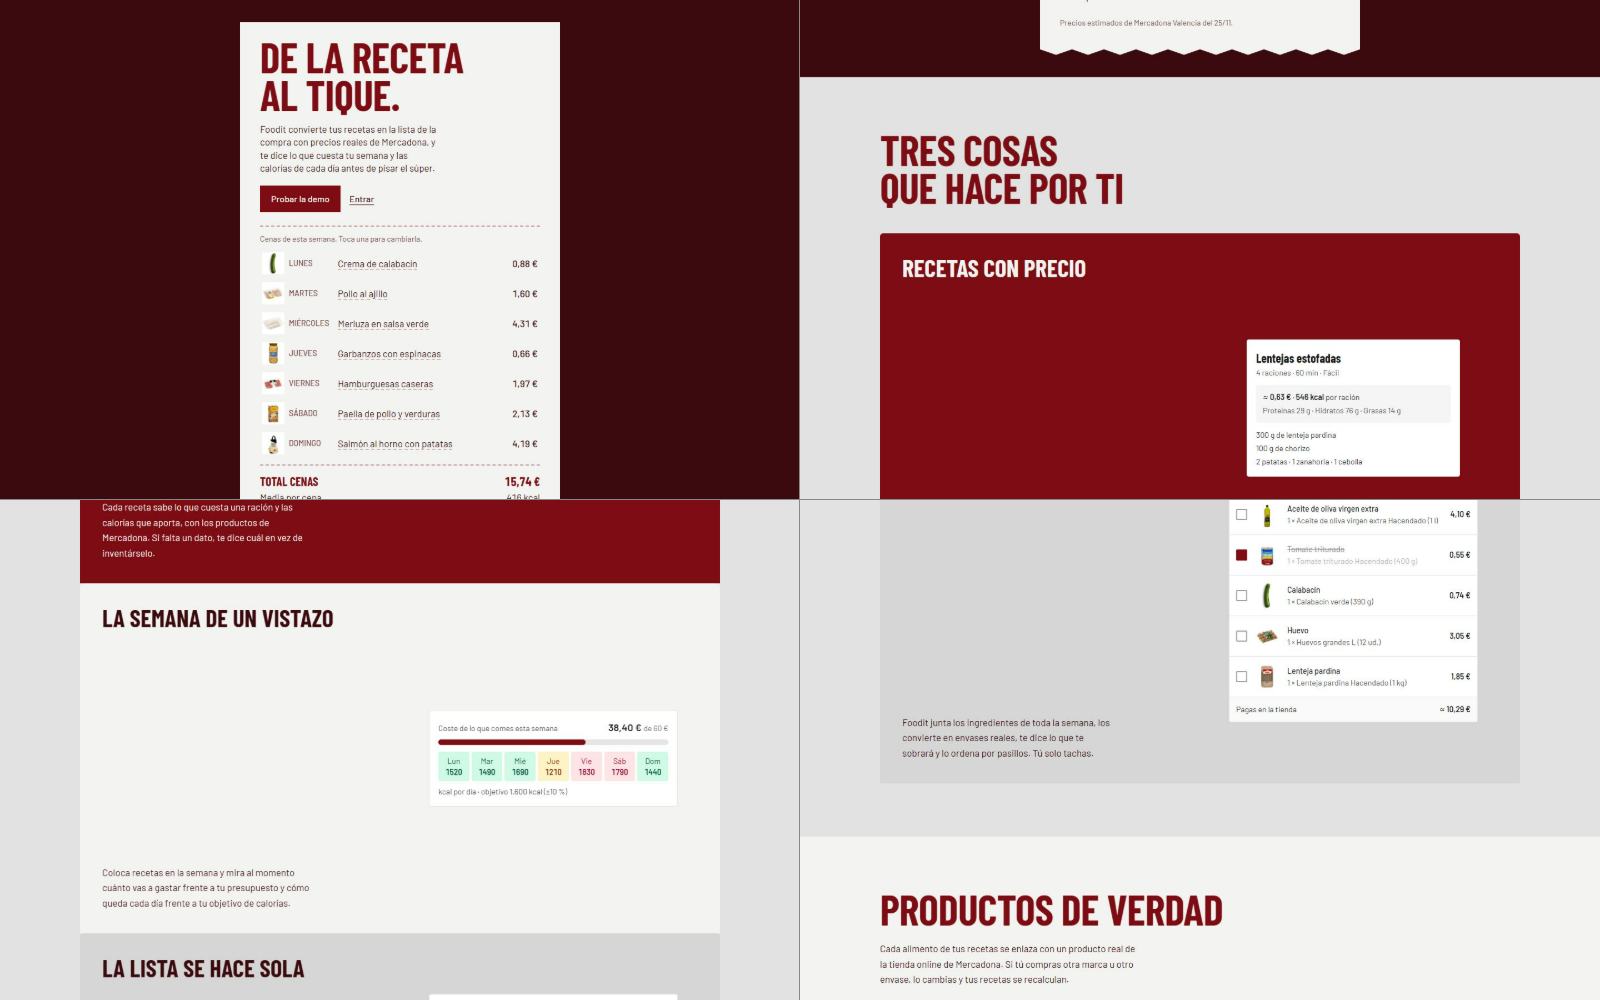 DE LA RECETA
AL TIQUE.
Foodit convierte tus recetas en la lista de la
compra con precios reales de Mercadona, y
te dice lo que cuesta tu semana y las
calorías de cada día antes de pisar el súper.
Probar la demo Entrar
Cenas de esta semana. Toca una para cambiarla.
LUNES Crema de calabacín 0,88 €
MARTES Pollo al ajillo 1,60 €
MIÉRCOLES Merluza en salsa verde 4,31 €
JUEVES Garbanzos con espinacas 0,66 €
VIERNES Hamburguesas caseras 1,97 €
SÁBADO Paella de pollo y verduras 2,13 €
DOMINGO Salmón al horno con patatas 4,19 €
TOTAL CENAS 15,74 €
Media por cena 416 kcal
Precios estimados de Mercadona Valencia del 25/11.
TRES COSAS
QUE HACE POR TI
RECETAS CON PRECIO
Lentejas estofadas
4 raciones · 60 min · Fácil
≈ 0,63 € · 546 kcal por ración
Proteínas 29 g · Hidratos 76 g · Grasas 14 g
300 g de lenteja pardina
100 g de chorizo
2 patatas · 1 zanahoria · 1 cebolla
Cada receta sabe lo que cuesta una ración y las
calorías que aporta, con los productos de
Mercadona. Si falta un dato, te dice cuál en vez de
inventárselo.
LA SEMANA DE UN VISTAZO
Coste de lo que comes esta semana 38,40 € de 60 €
Lun Mar Mié Jue Vie Sáb Dom
1520 1490 1690 1210 1830 1790 1440
kcal por día · objetivo 1.600 kcal (±10 %)
Coloca recetas en la semana y mira al momento
cuánto vas a gastar frente a tu presupuesto y cómo
queda cada día frente a tu objetivo de calorías.
LA LISTA SE HACE SOLA
Aceite de oliva virgen extra 4,10 €
1 × Aceite de oliva virgen extra Hacendado (1 l)
Tomate triturado 0,55 €
1 × Tomate triturado Hacendado (400 g)
Calabacín 0,74 €
1 × Calabacín verde (390 g)
Huevo 3,05 €
1 × Huevos grandes L (12 ud.)
Lenteja pardina 1,85 €
1 × Lenteja pardina Hacendado (1 kg)
Pagas en la tienda ≈ 10,29 €
Foodit junta los ingredientes de toda la semana, los
convierte en envases reales, te dice lo que te
sobrará y lo ordena por pasillos. Tú solo tachas.
PRODUCTOS DE VERDAD
Cada alimento de tus recetas se enlaza con un producto real de
la tienda online de Mercadona. Si tú compras otra marca u otro
envase, lo cambias y tus recetas se recalculan.